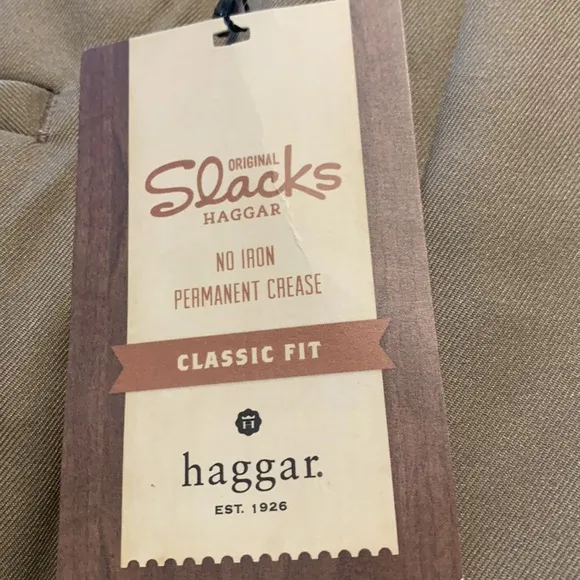 ORIGINAL
Slacks
HAGGAR
NO IRON
PERMANENT CREASE
CLASSIC FIT
H
haggar.
EST. 1926